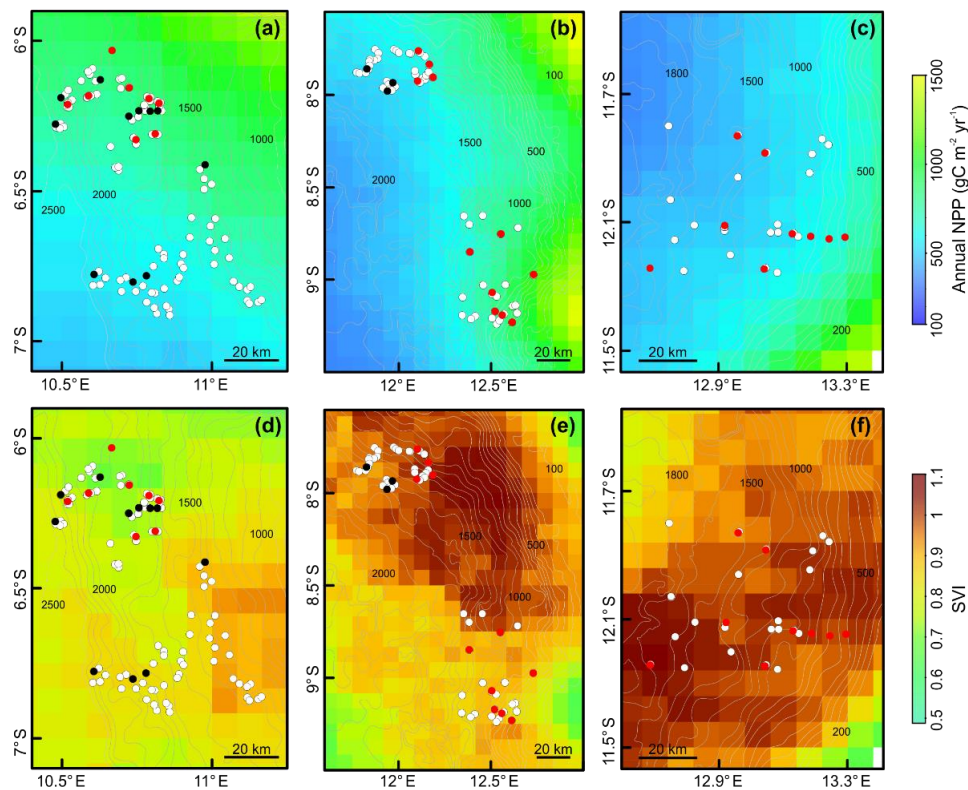 (a)
6°S
6.5°S
7°S
1500
1000
2000
2500
20 km
10.5°E
11°E
(b)
8°S
8.5°S
9°S
100
1500
500
2000
1000
20 km
12°E
12.5°E
(c)
11.7°S
12.1°S
11.5°S
1800
1000
1500
500
200
20 km
12.9°E
13.3°E
1500
1000
500
100
Annual NPP (gC m⁻² yr⁻¹)
(d)
6°S
6.5°S
7°S
1500
1000
2000
2500
20 km
10.5°E
11°E
(e)
8°S
8.5°S
9°S
100
1500
500
2000
1000
20 km
12°E
12.5°E
(f)
11.7°S
12.1°S
11.5°S
1800
1000
1500
500
200
20 km
12.9°E
13.3°E
1.1
1
0.9
0.8
0.7
0.6
0.5
SVI